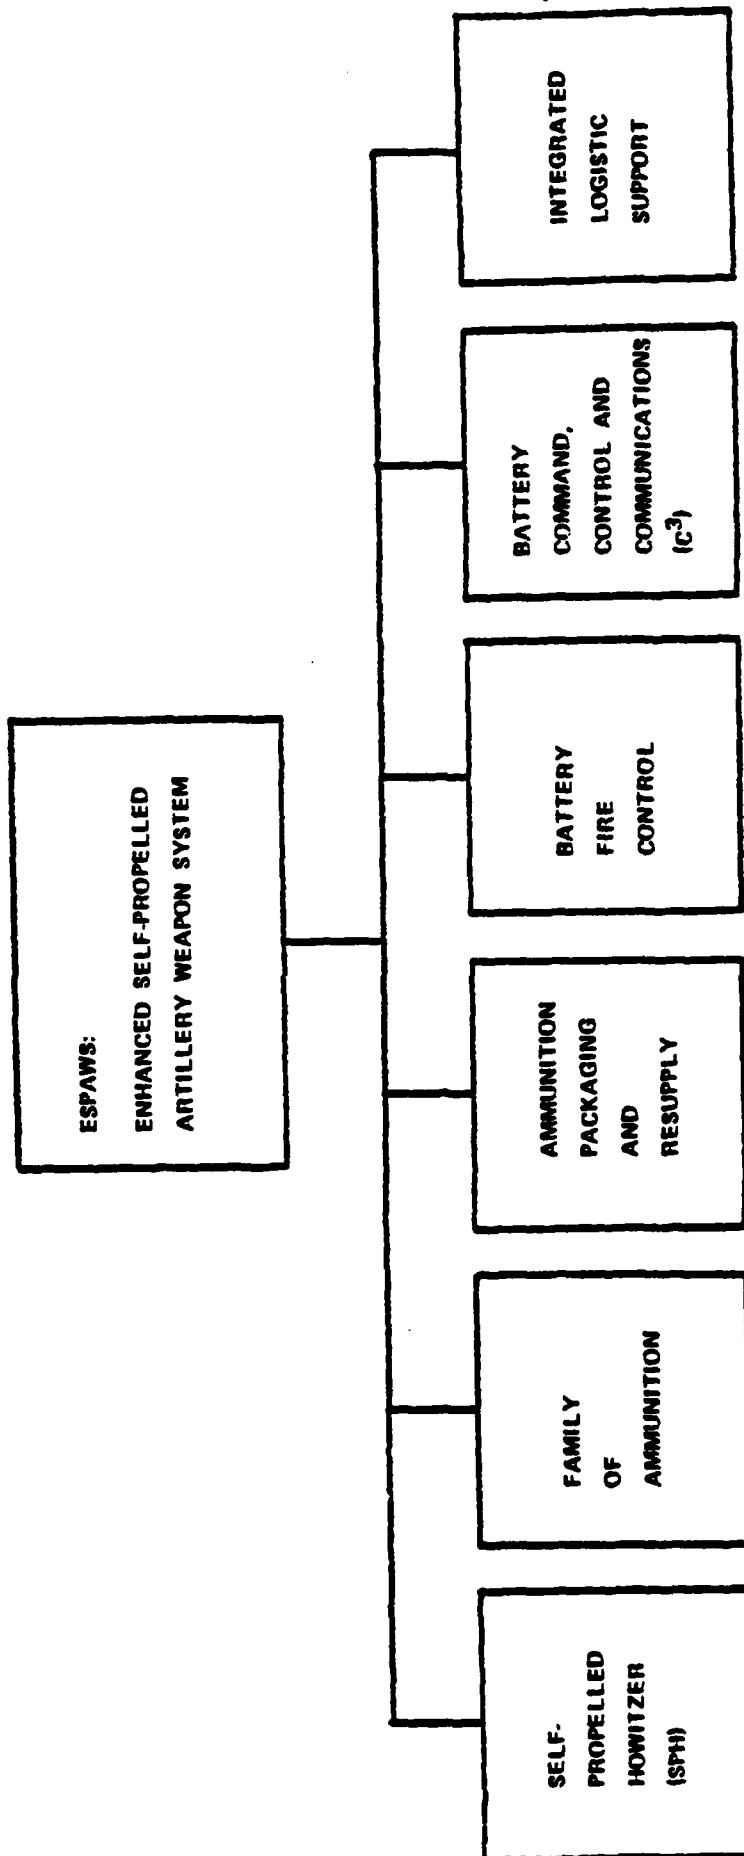 ESPAWS:
ENHANCED SELF-PROPELLED
ARTILLERY WEAPON SYSTEM
SELF-
PROPELLED
HOWITZER
(SPH)
FAMILY
OF
AMMUNITION
AMMUNITION
PACKAGING
AND
RESUPPLY
BATTERY
FIRE
CONTROL
BATTERY
COMMAND,
CONTROL AND
COMMUNICATIONS
(C³)
INTEGRATED
LOGISTIC
SUPPORT